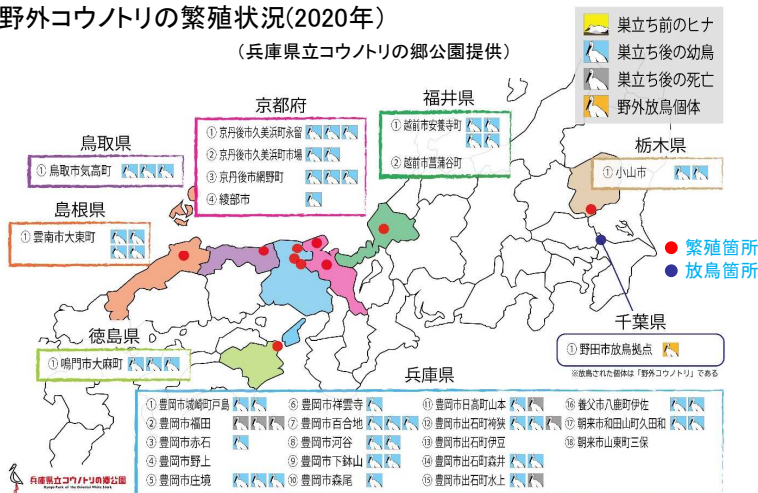 野外コウノトリの繁殖状況(2020年)
(兵庫県立コウノトリの郷公園提供)
巣立ち前のヒナ
巣立ち後の幼鳥
巣立ち後の死亡
野外放鳥個体
京都府
① 京丹後市久美浜町永留
② 京丹後市久美浜町市場
③ 京丹後市網野町
④ 綾部市
福井県
① 越前市安養寺町
② 越前市菖蒲谷町
鳥取県
① 鳥取市気高町
栃木県
① 小山市
島根県
① 雲南市大東町
繁殖箇所
放鳥箇所
徳島県
① 鳴門市大麻町
千葉県
① 野田市放鳥拠点
※放鳥された個体は「野外コウノトリ」である
兵庫県
① 豊岡市城崎町戸島
② 豊岡市福田
③ 豊岡市赤石
④ 豊岡市野上
⑤ 豊岡市庄境
⑥ 豊岡市祥雲寺
⑦ 豊岡市百合地
⑧ 豊岡市河谷
⑨ 豊岡市下鉢山
⑩ 豊岡市森尾
⑪ 豊岡市日高町山本
⑫ 豊岡市出石町袴狭
⑬ 豊岡市出石町伊豆
⑭ 豊岡市出石町森井
⑮ 豊岡市出石町水上
⑯ 養父市八鹿町伊佐
⑰ 朝来市和田山町久田和
⑱ 朝来市山東町三保
兵庫県立コウノトリの郷公園
Hyogo Park of the Oriental White Stork